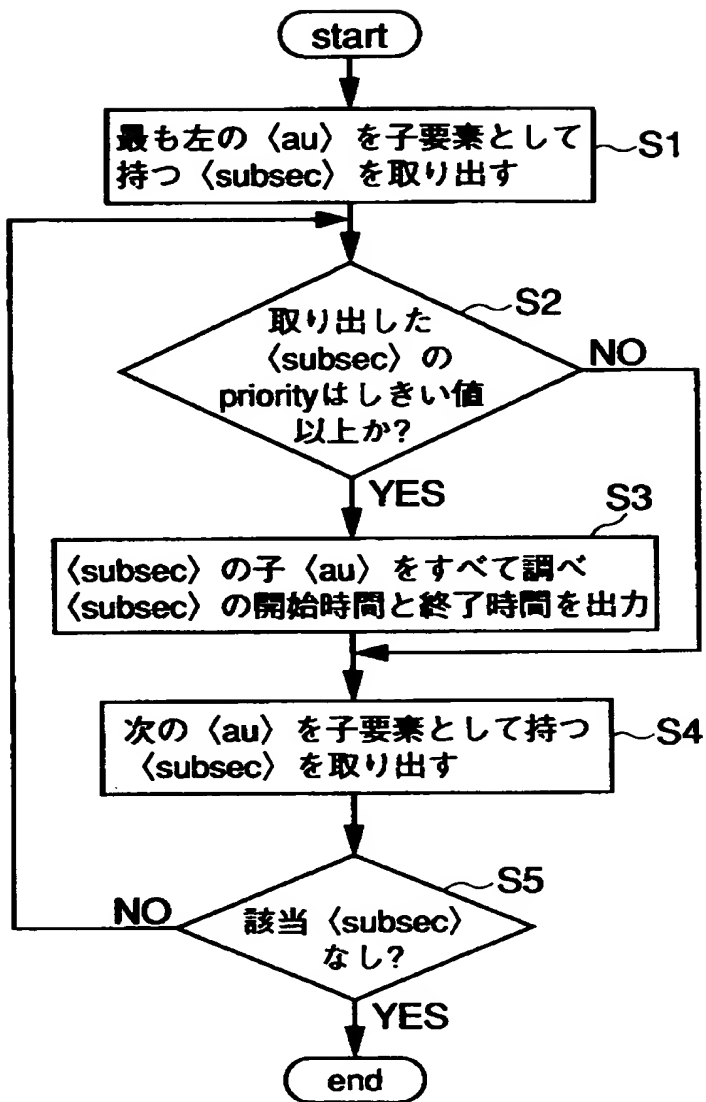 start
最も左の〈au〉を子要素として
持つ〈subsec〉を取り出す
S1
S2
取り出した
〈subsec〉の
priorityはしきい値
以上か?
NO
YES
S3
〈subsec〉の子〈au〉をすべて調べ
〈subsec〉の開始時間と終了時間を出力
次の〈au〉を子要素として持つ
〈subsec〉を取り出す
S4
S5
NO
該当〈subsec〉
なし?
YES
end